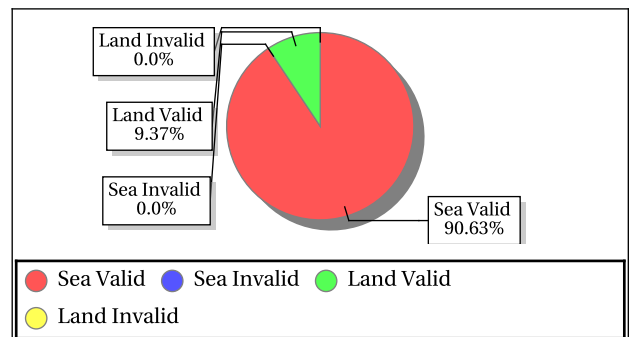 Land Invalid
0.0%
Land Valid
9.37%
Sea Invalid
0.0%
Sea Valid
90.63%
Sea Valid Sea Invalid Land Valid
Land Invalid